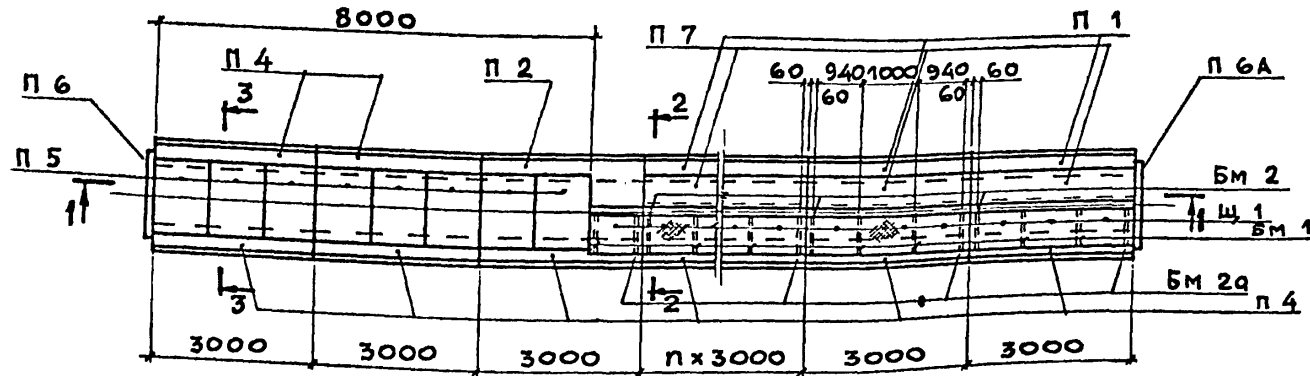 8000
П 7
П 1
П 4
П 2
60 940 1000 940 60
60 60
П 6А
П 6
3
2
П 5
1
Бм 2
1
Щ 1
Бм 1
3
2
Бм 2а
П 4
3000 3000 3000 п х 3000 3000 3000